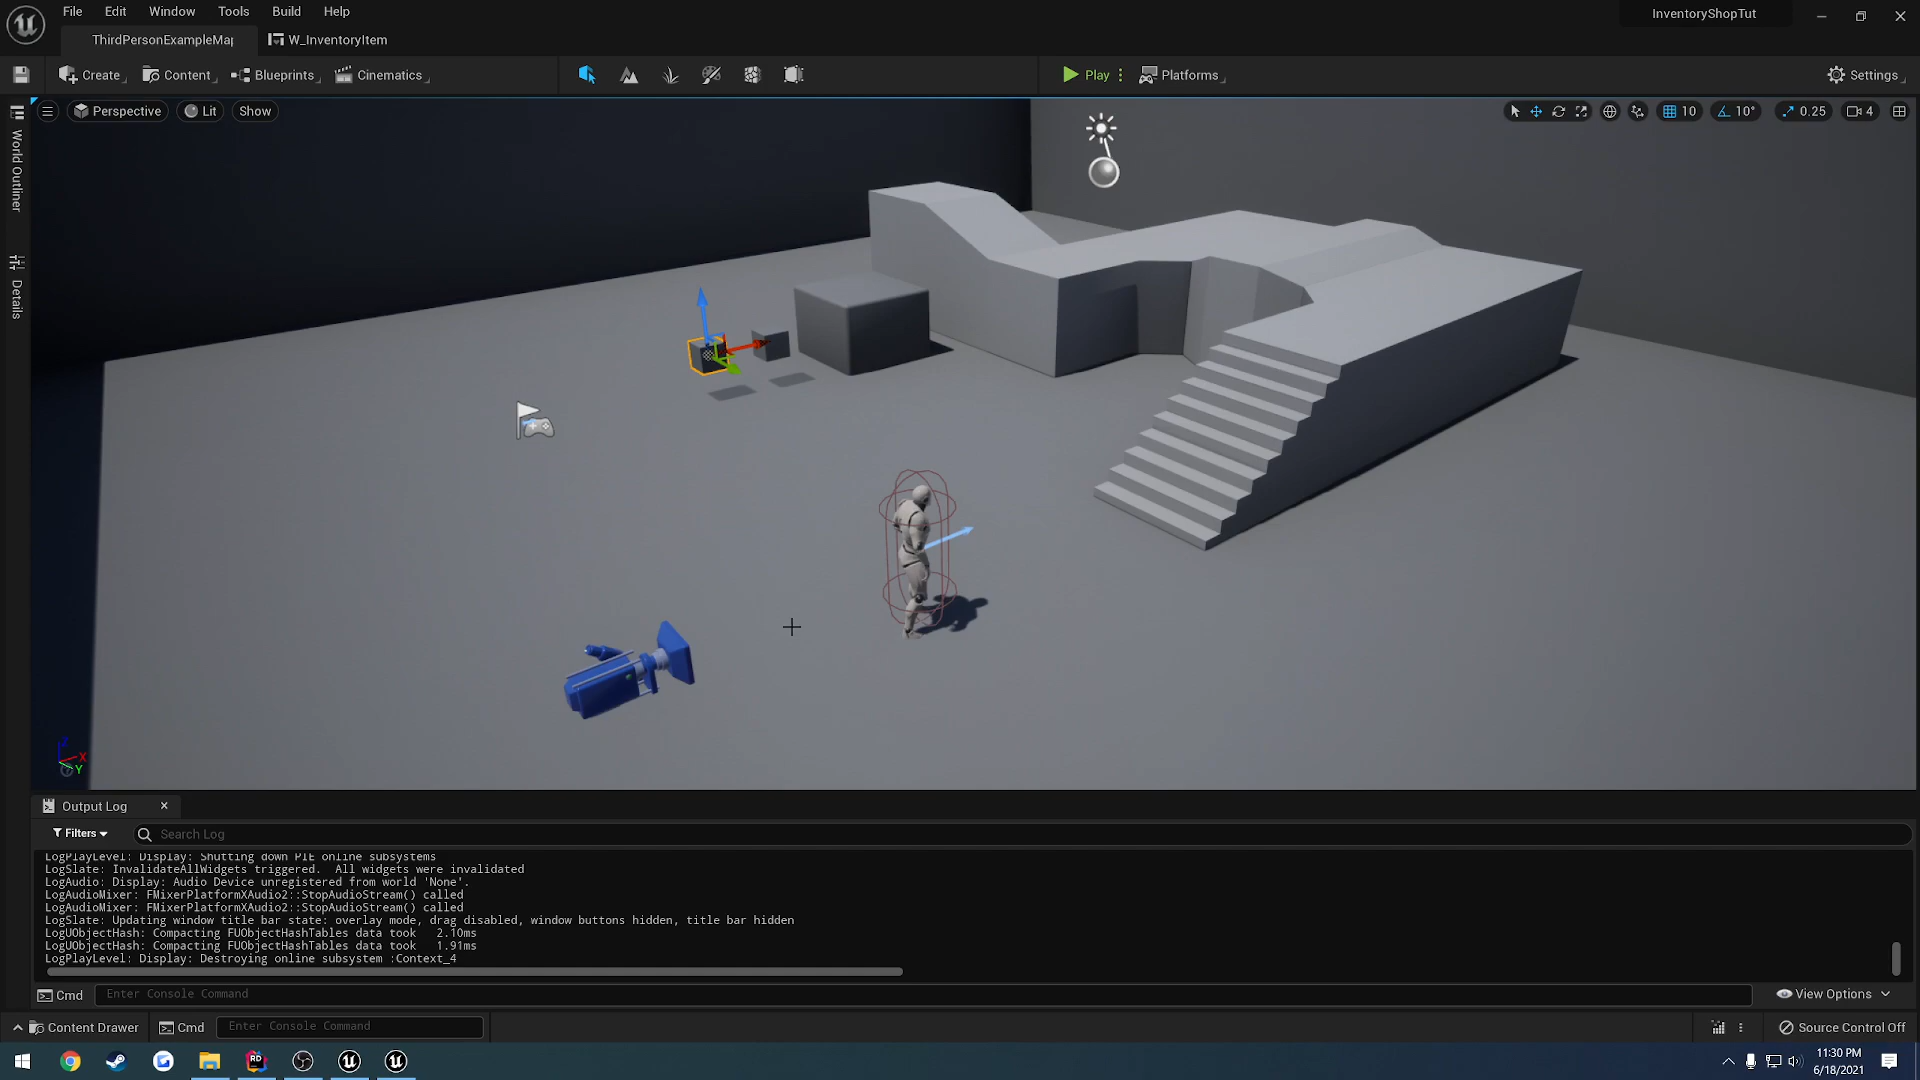 File Edit Window Tools Build Help
InventoryShopTut
ThirdPersonExampleMap
W_InventoryItem
Create Content Blueprints Cinematics
Play Platforms
Settings
Perspective Lit Show
10 10° 0.25 4
World Outliner
Details
Z
X
Y
Output Log
Filters
Search Log
LogPlayLevel: Display: Shutting down PIE online subsystems
LogSlate: InvalidateAllWidgets triggered.  All widgets were invalidated
LogAudio: Display: Audio Device unregistered from world 'None'.
LogAudioMixer: FMixerPlatformXAudio2::StopAudioStream() called
LogAudioMixer: FMixerPlatformXAudio2::StopAudioStream() called
LogSlate: Updating window title bar state: overlay mode, drag disabled, window buttons hidden, title bar hidden
LogUObjectHash: Compacting FUObjectHashTables data took   2.10ms
LogUObjectHash: Compacting FUObjectHashTables data took   1.91ms
LogPlayLevel: Display: Destroying online subsystem :Context_4
Cmd Enter Console Command
View Options
Content Drawer Cmd Enter Console Command
Source Control Off
RD
11:30 PM
6/18/2021